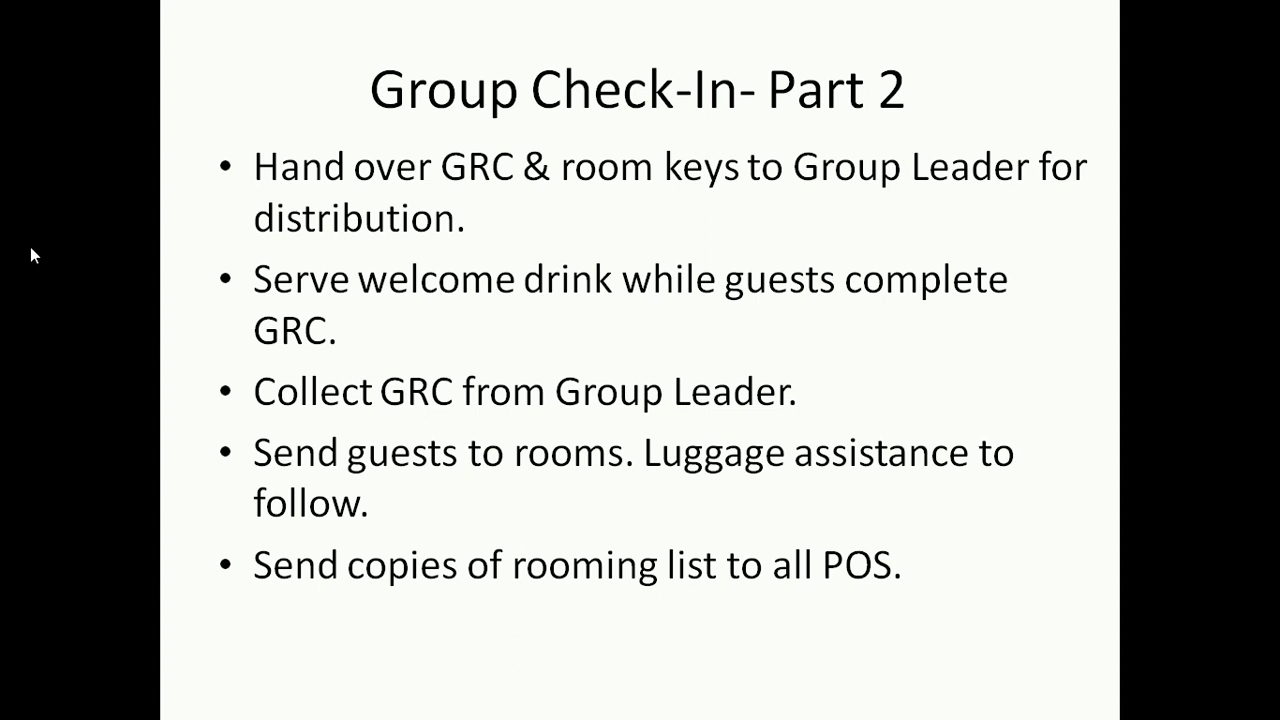 Group Check-In- Part 2
• Hand over GRC & room keys to Group Leader for
distribution.
• Serve welcome drink while guests complete
GRC.
• Collect GRC from Group Leader.
• Send guests to rooms. Luggage assistance to
follow.
• Send copies of rooming list to all POS.